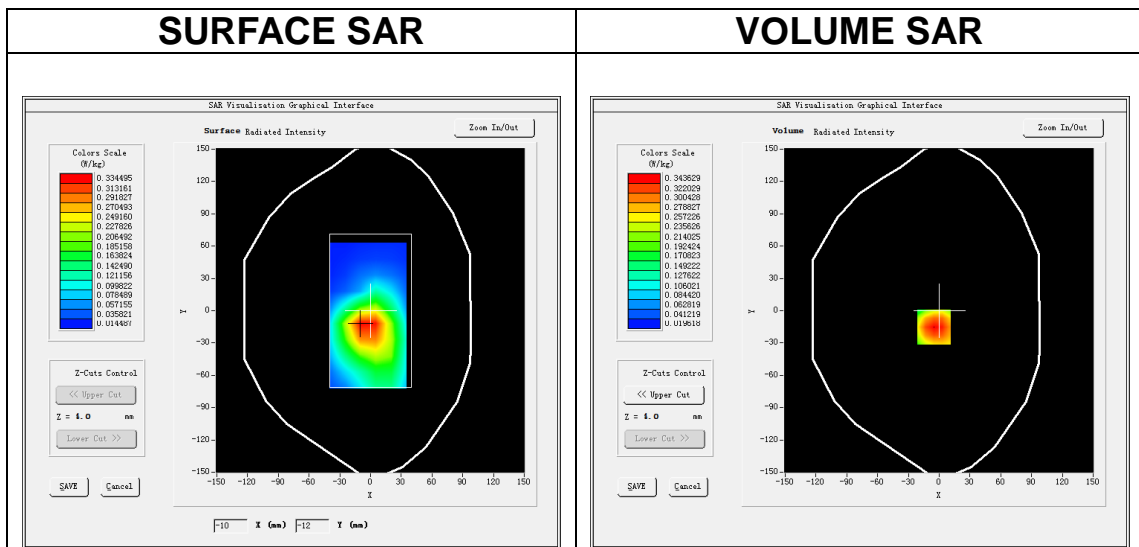 SURFACE SAR
SAR Visualisation Graphical Interface
Surface Radiated Intensity
Zoom In/Out
Colors Scale
(W/kg)
0.334495
0.313161
0.291827
0.270493
0.249160
0.227826
0.206492
0.185158
0.163824
0.142490
0.121156
0.099822
0.078489
0.057155
0.035821
0.014487
Z-Cuts Control
<< Upper Cut
Z = 4.0 mm
Lower Cut >>
SAVE Cancel
150
120
90
60
30
0
-30
-60
-90
-120
-150
Y
-150 -120 -90 -60 -30 0 30 60 90 120 150
X
-10 X (mm) -12 Y (mm)
VOLUME SAR
SAR Visualisation Graphical Interface
Volume Radiated Intensity
Zoom In/Out
Colors Scale
(W/kg)
0.343629
0.322029
0.300428
0.278827
0.257226
0.235626
0.214025
0.192424
0.170823
0.149222
0.127622
0.106021
0.084420
0.062819
0.041219
0.019618
Z-Cuts Control
<< Upper Cut
Z = 4.0 mm
Lower Cut >>
SAVE Cancel
150
120
90
60
30
0
-30
-60
-90
-120
-150
Y
-150 -120 -90 -60 -30 0 30 60 90 120 150
X